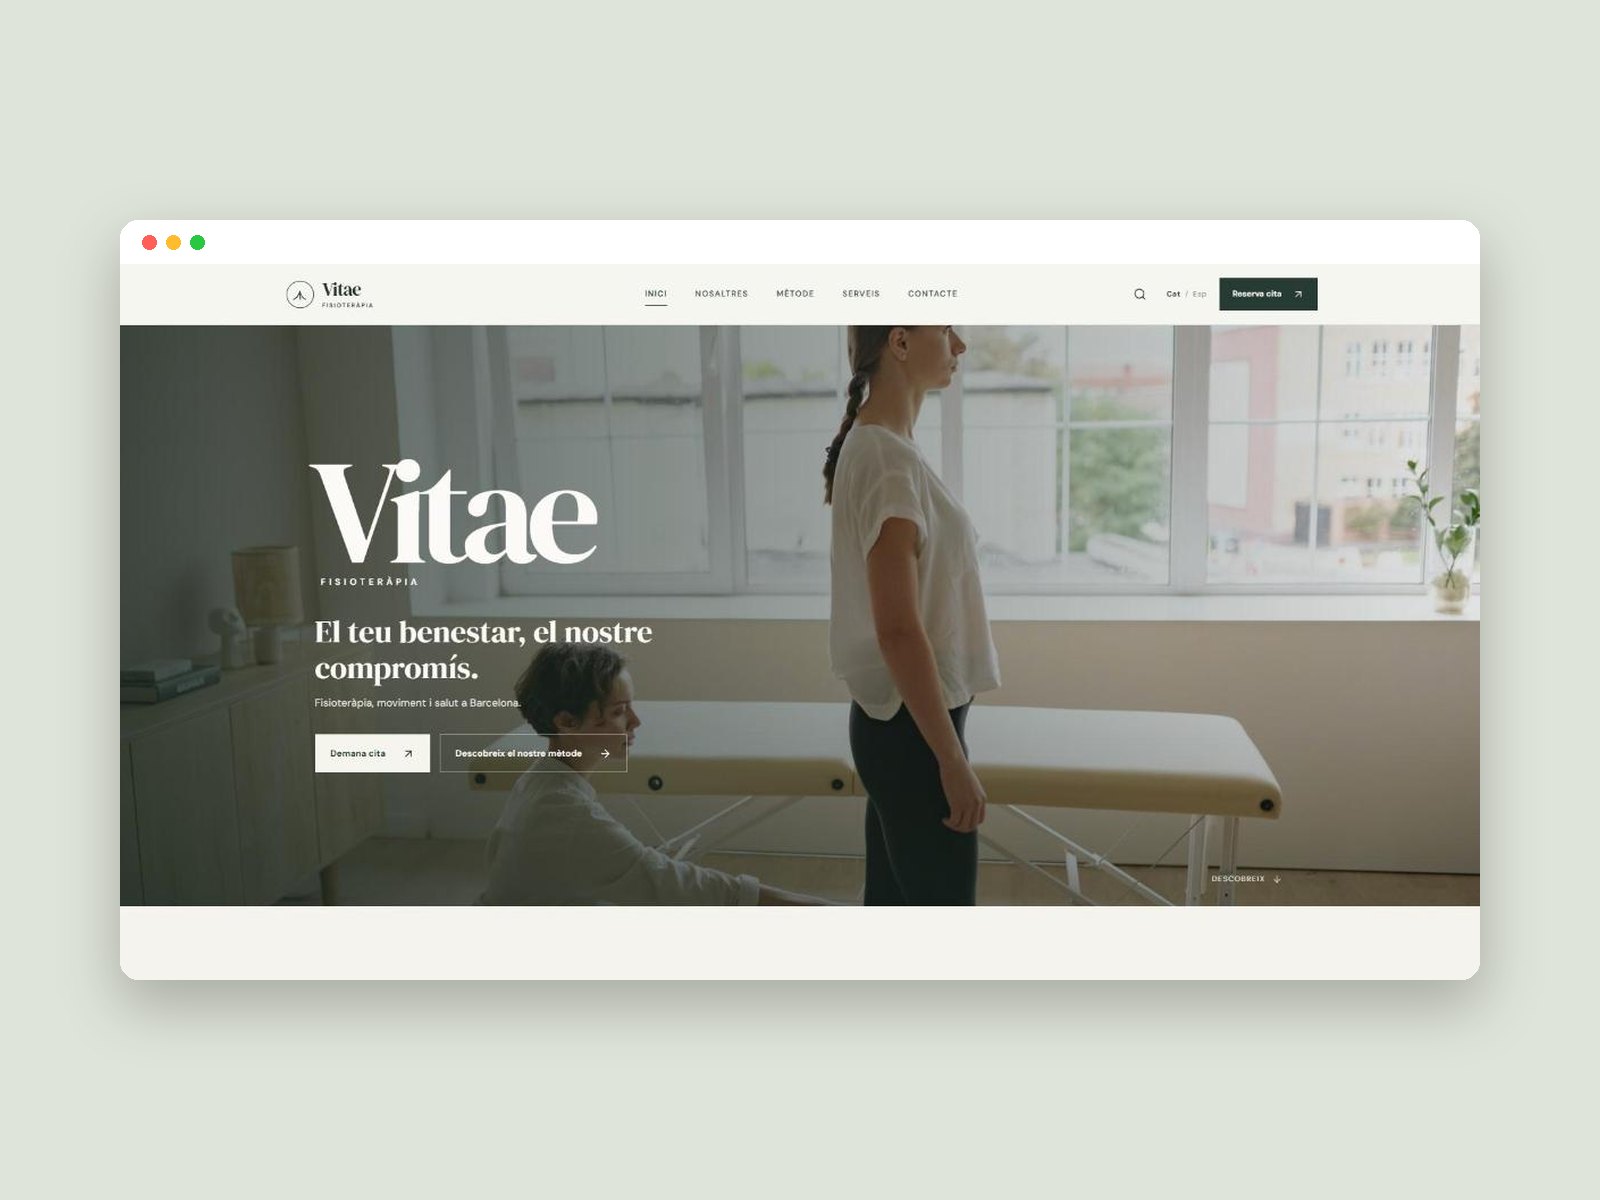 Vitae
FISIOTERÀPIA
INICI
NOSALTRES
MÈTODE
SERVEIS
CONTACTE
Cat / Esp
Reserva cita
Vitae
FISIOTERÀPIA
El teu benestar, el nostre
compromís.
Fisioteràpia, moviment i salut a Barcelona.
Demana cita
Descobreix el nostre mètode
DESCOBREIX